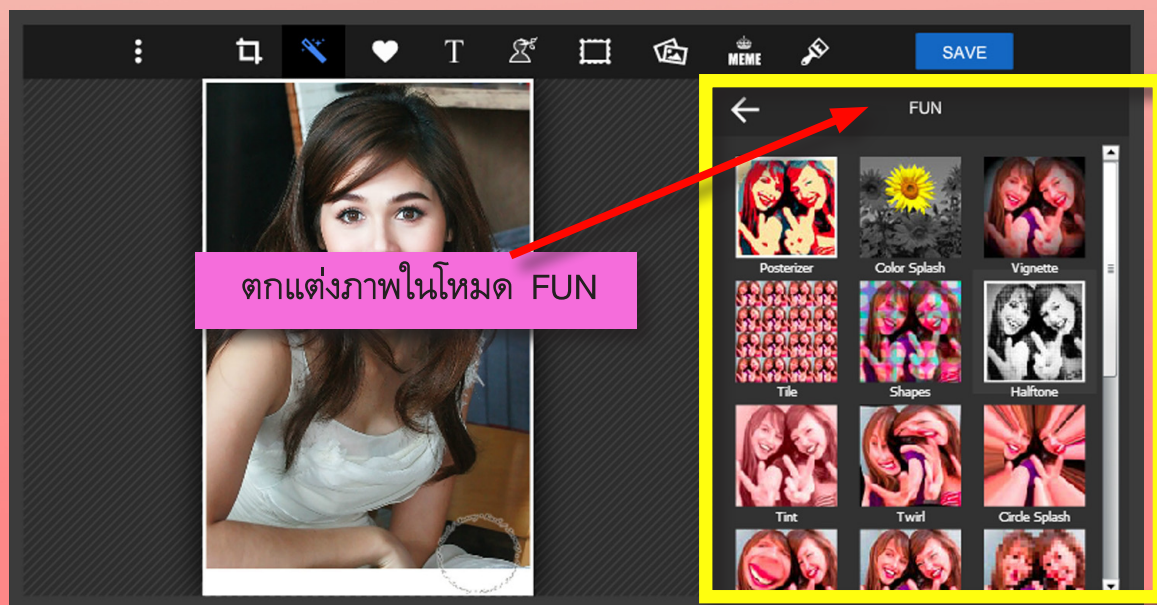 T
MEME
SAVE
FUN
ตกแต่งภาพในโหมด FUN
Posterizer
Color Splash
Vignette
Tile
Shapes
Halftone
Tint
Twirl
Circle Splash